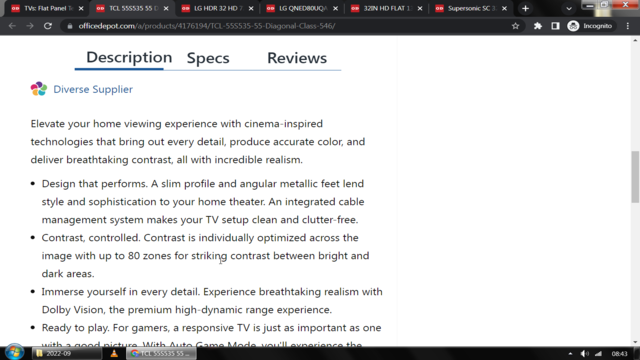 TVs: Flat Panel T
TCL 55S535 55 D
LG HDR 32 HD 7
LG QNED80UQA
32IN HD FLAT 1
Supersonic SC 3
officedepot.com/a/products/4176194/TCL-55S535-55-Diagonal-Class-546/
Incognito
Description Specs Reviews
Diverse Supplier
Elevate your home viewing experience with cinema-inspired
technologies that bring out every detail, produce accurate color, and
deliver breathtaking contrast, all with incredible realism.
Design that performs. A slim profile and angular metallic feet lend
style and sophistication to your home theater. An integrated cable
management system makes your TV setup clean and clutter-free.
Contrast, controlled. Contrast is individually optimized across the
image with up to 80 zones for striking contrast between bright and
dark areas.
Immerse yourself in every detail. Experience breathtaking realism with
Dolby Vision, the premium high-dynamic range experience.
Ready to play. For gamers, a responsive TV is just as important as one
with a good picture. With Auto Game Mode, you'll experience the
2022-09
TCL 55S535 55 ...
08:43